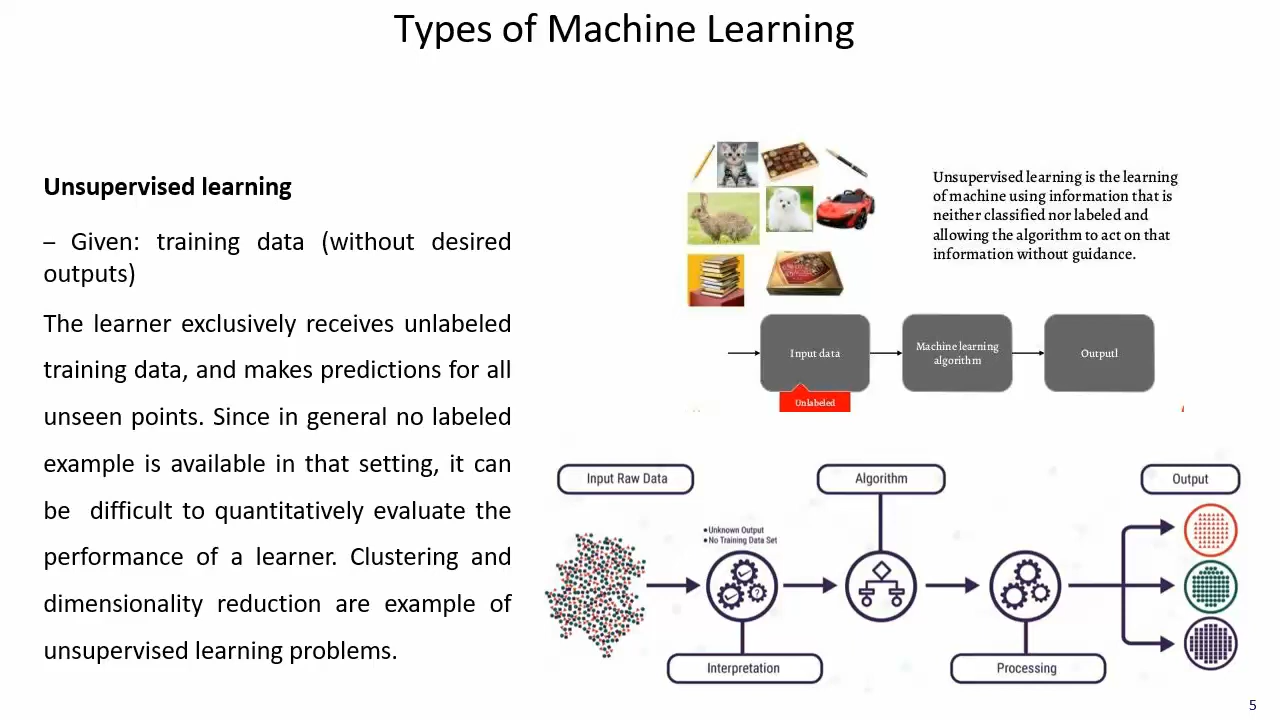 Types of Machine Learning
Unsupervised learning
– Given: training data (without desired
outputs)
The learner exclusively receives unlabeled
training data, and makes predictions for all
unseen points. Since in general no labeled
example is available in that setting, it can
be difficult to quantitatively evaluate the
performance of a learner. Clustering and
dimensionality reduction are example of
unsupervised learning problems.
Unsupervised learning is the learning
of machine using information that is
neither classified nor labeled and
allowing the algorithm to act on that
information without guidance.
Input data
Machine learning
algorithm
Outputl
Unlabeled
Input Raw Data
Algorithm
Output
•Unknown Output
•No Training Data Set
?
Interpretation
Processing
5